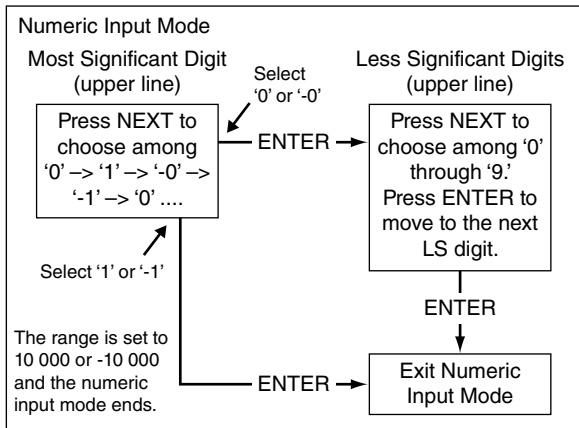 Numeric Input Mode
Most Significant Digit
(upper line)
Select
‘0’ or ‘-0’
Less Significant Digits
(upper line)
Press NEXT to
choose among
‘0’ –> ‘1’ –> ‘-0’ –>
‘-1’ –> ‘0’ ....
ENTER
Press NEXT to
choose among ‘0’
through ‘9.’
Press ENTER to
move to the next
LS digit.
Select ‘1’ or ‘-1’
ENTER
The range is set to
10 000 or -10 000
and the numeric
input mode ends.
ENTER
Exit Numeric
Input Mode